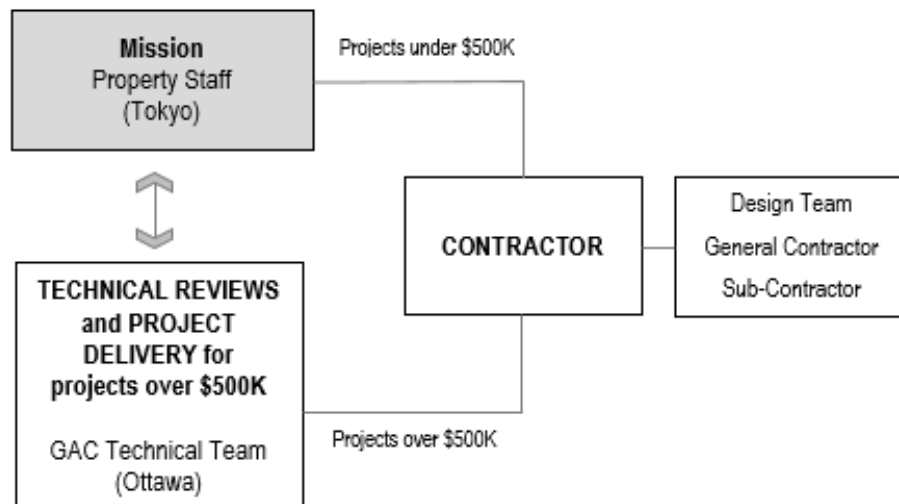 Mission
Property Staff
(Tokyo)
Projects under $500K
CONTRACTOR
Design Team
General Contractor
Sub-Contractor
TECHNICAL REVIEWS
and PROJECT
DELIVERY for
projects over $500K
GAC Technical Team
(Ottawa)
Projects over $500K